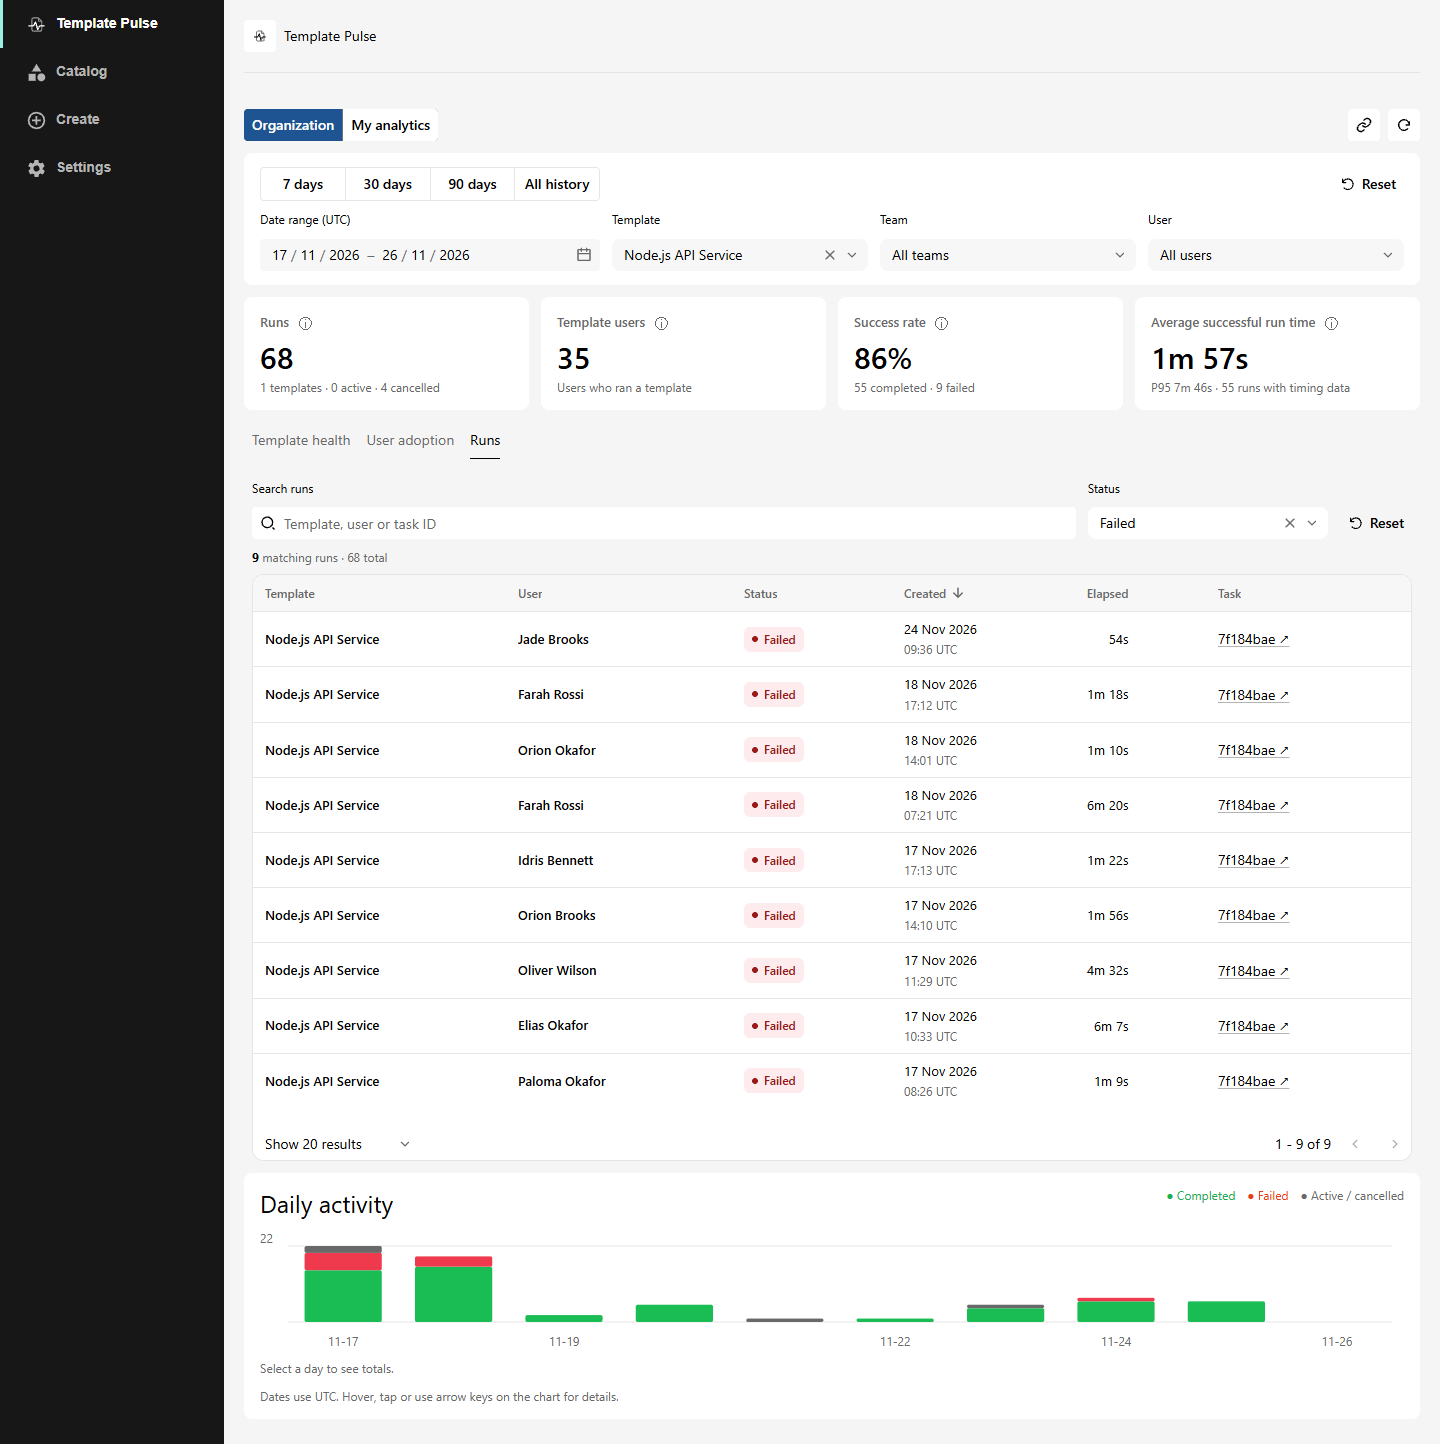 Template Pulse
Catalog
Create
Settings
Template Pulse
Organization My analytics
7 days 30 days 90 days All history Reset
Date range (UTC) Template Team User
17 / 11 / 2026 – 26 / 11 / 2026 Node.js API Service All teams All users
Runs Template users Success rate Average successful run time
68 35 86% 1m 57s
1 templates · 0 active · 4 cancelled Users who ran a template 55 completed · 9 failed P95 7m 46s · 55 runs with timing data
Template health User adoption Runs
Search runs Status
Template, user or task ID Failed Reset
9 matching runs · 68 total
Template User Status Created ↓ Elapsed Task
Node.js API Service Jade Brooks Failed 24 Nov 2026 09:36 UTC 54s 7f184bae ↗
Node.js API Service Farah Rossi Failed 18 Nov 2026 17:12 UTC 1m 18s 7f184bae ↗
Node.js API Service Orion Okafor Failed 18 Nov 2026 14:01 UTC 1m 10s 7f184bae ↗
Node.js API Service Farah Rossi Failed 18 Nov 2026 07:21 UTC 6m 20s 7f184bae ↗
Node.js API Service Idris Bennett Failed 17 Nov 2026 17:13 UTC 1m 22s 7f184bae ↗
Node.js API Service Orion Brooks Failed 17 Nov 2026 14:10 UTC 1m 56s 7f184bae ↗
Node.js API Service Oliver Wilson Failed 17 Nov 2026 11:29 UTC 4m 32s 7f184bae ↗
Node.js API Service Elias Okafor Failed 17 Nov 2026 10:33 UTC 6m 7s 7f184bae ↗
Node.js API Service Paloma Okafor Failed 17 Nov 2026 08:26 UTC 1m 9s 7f184bae ↗
Show 20 results 1 - 9 of 9
Daily activity Completed Failed Active / cancelled
22
11-17 11-19 11-22 11-24 11-26
Select a day to see totals.
Dates use UTC. Hover, tap or use arrow keys on the chart for details.